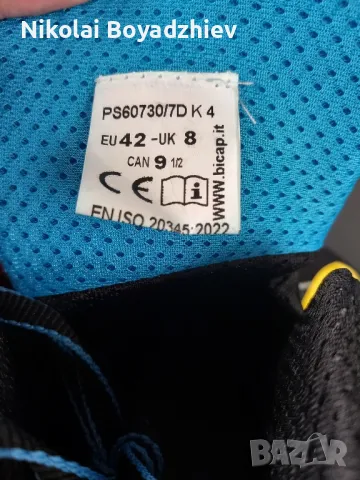 Nikolai Boyadzhiev
PS60730/7D K 4
EU 42 - UK 8
CAN 9 1/2
CE i
www.bicap.it
EN ISO 20345:2022
BAZAR
bg